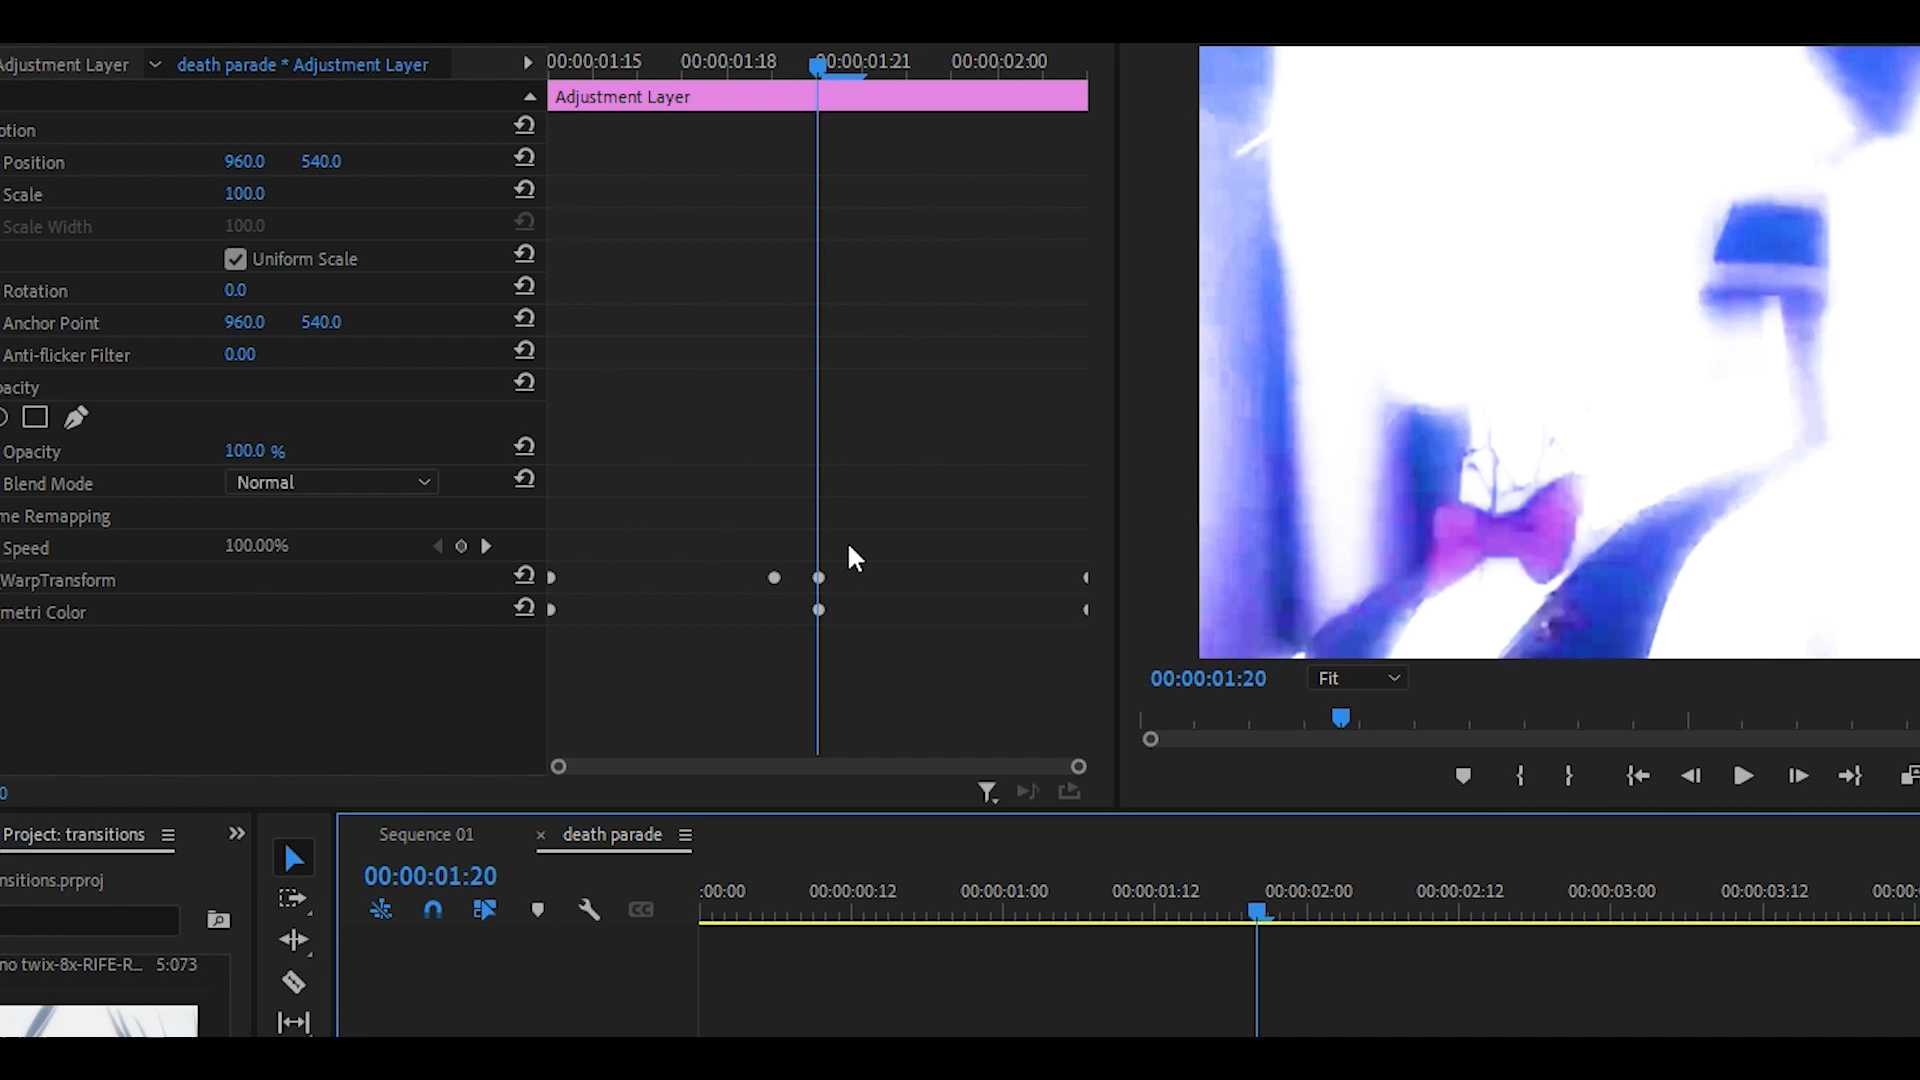 Adjustment Layer
death parade * Adjustment Layer
00:00:01:15
00:00:01:18
00:00:01:21
00:00:02:00
Adjustment Layer
otion
Position
960.0
540.0
Scale
100.0
Scale Width
100.0
Uniform Scale
Rotation
0.0
Anchor Point
960.0
540.0
Anti-flicker Filter
0.00
pacity
Opacity
100.0 %
Blend Mode
Normal
me Remapping
Speed
100.00%
WarpTransform
metri Color
00:00:01:20
Fit
0
Project: transitions
nsitions.prproj
no twix-8x-RIFE-R...
5:073
Sequence 01
× death parade
00:00:01:20
CC
:00:00
00:00:00:12
00:00:01:00
00:00:01:12
00:00:02:00
00:00:02:12
00:00:03:00
00:00:03:12
00:00: